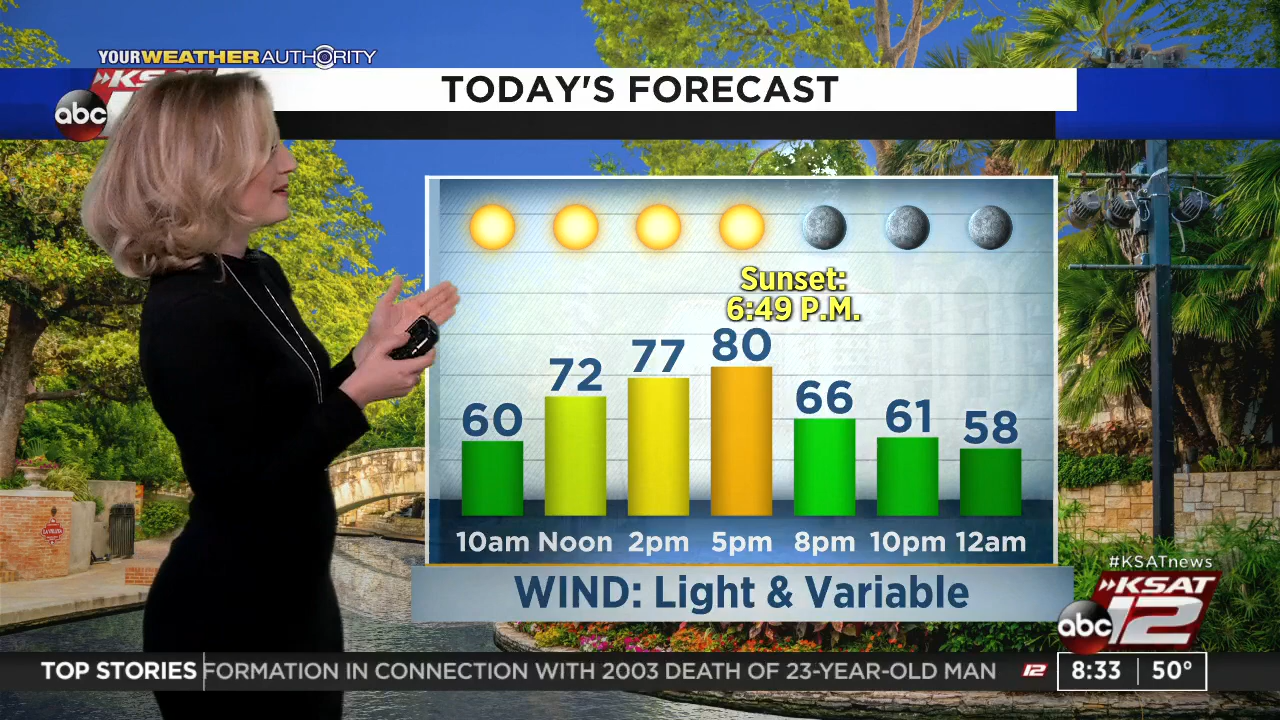 YOUR WEATHER AUTHORITY
KSAT
abc
TODAY'S FORECAST
Sunset:
6:49 P.M.
60 72 77 80 66 61 58
10am Noon 2pm 5pm 8pm 10pm 12am
WIND: Light & Variable
#KSATnews
KSAT
abc 12
TOP STORIES FORMATION IN CONNECTION WITH 2003 DEATH OF 23-YEAR-OLD MAN 12 8:33 50°